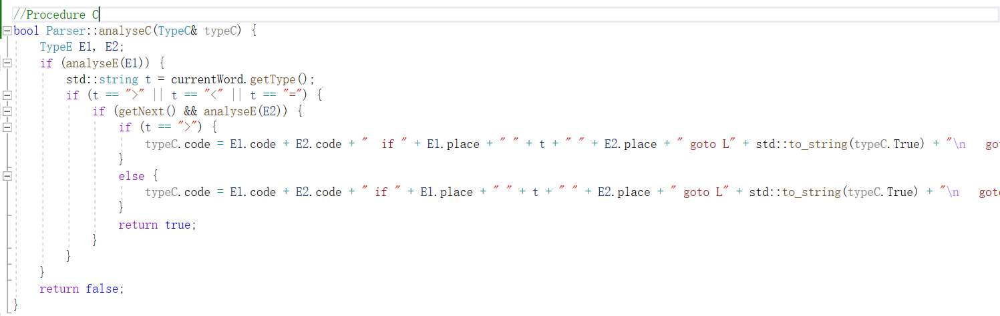 //Procedure C
bool Parser::analyseC(TypeC& typeC) {
    TypeE E1, E2;
    if (analyseE(E1)) {
        std::string t = currentWord.getType();
        if (t == ">" || t == "<" || t == "=") {
            if (getNext() && analyseE(E2)) {
                if (t == ">") {
                    typeC.code = E1.code + E2.code + "  if " + E1.place + " " + t + " " + E2.place + " goto L" + std::to_string(typeC.True) + "\n   go
                }
                else {
                    typeC.code = E1.code + E2.code + " if " + E1.place + " " + t + " " + E2.place + " goto L" + std::to_string(typeC.True) + "\n   got
                }
                return true;
            }
        }
    }
    return false;
}